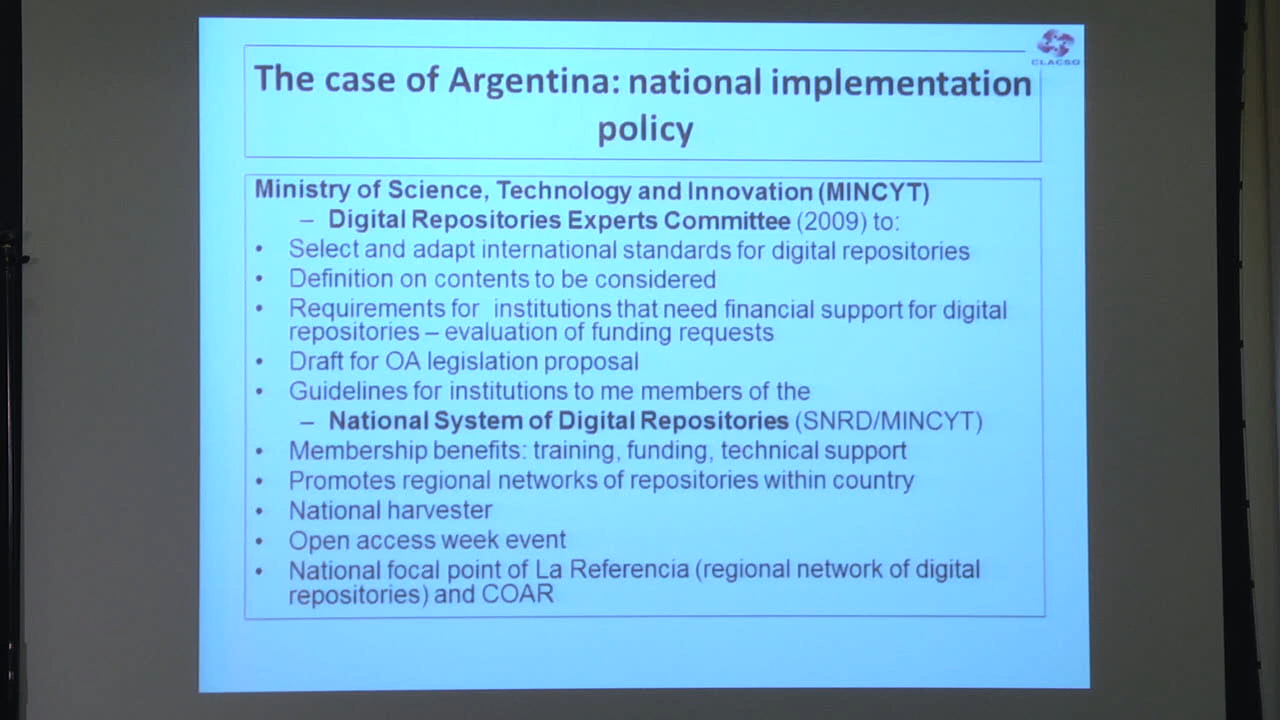 CLACSO
The case of Argentina: national implementation
policy
Ministry of Science, Technology and Innovation (MINCYT)
– Digital Repositories Experts Committee (2009) to:
• Select and adapt international standards for digital repositories
• Definition on contents to be considered
• Requirements for institutions that need financial support for digital
repositories – evaluation of funding requests
• Draft for OA legislation proposal
• Guidelines for institutions to me members of the
– National System of Digital Repositories (SNRD/MINCYT)
• Membership benefits: training, funding, technical support
• Promotes regional networks of repositories within country
• National harvester
• Open access week event
• National focal point of La Referencia (regional network of digital
repositories) and COAR